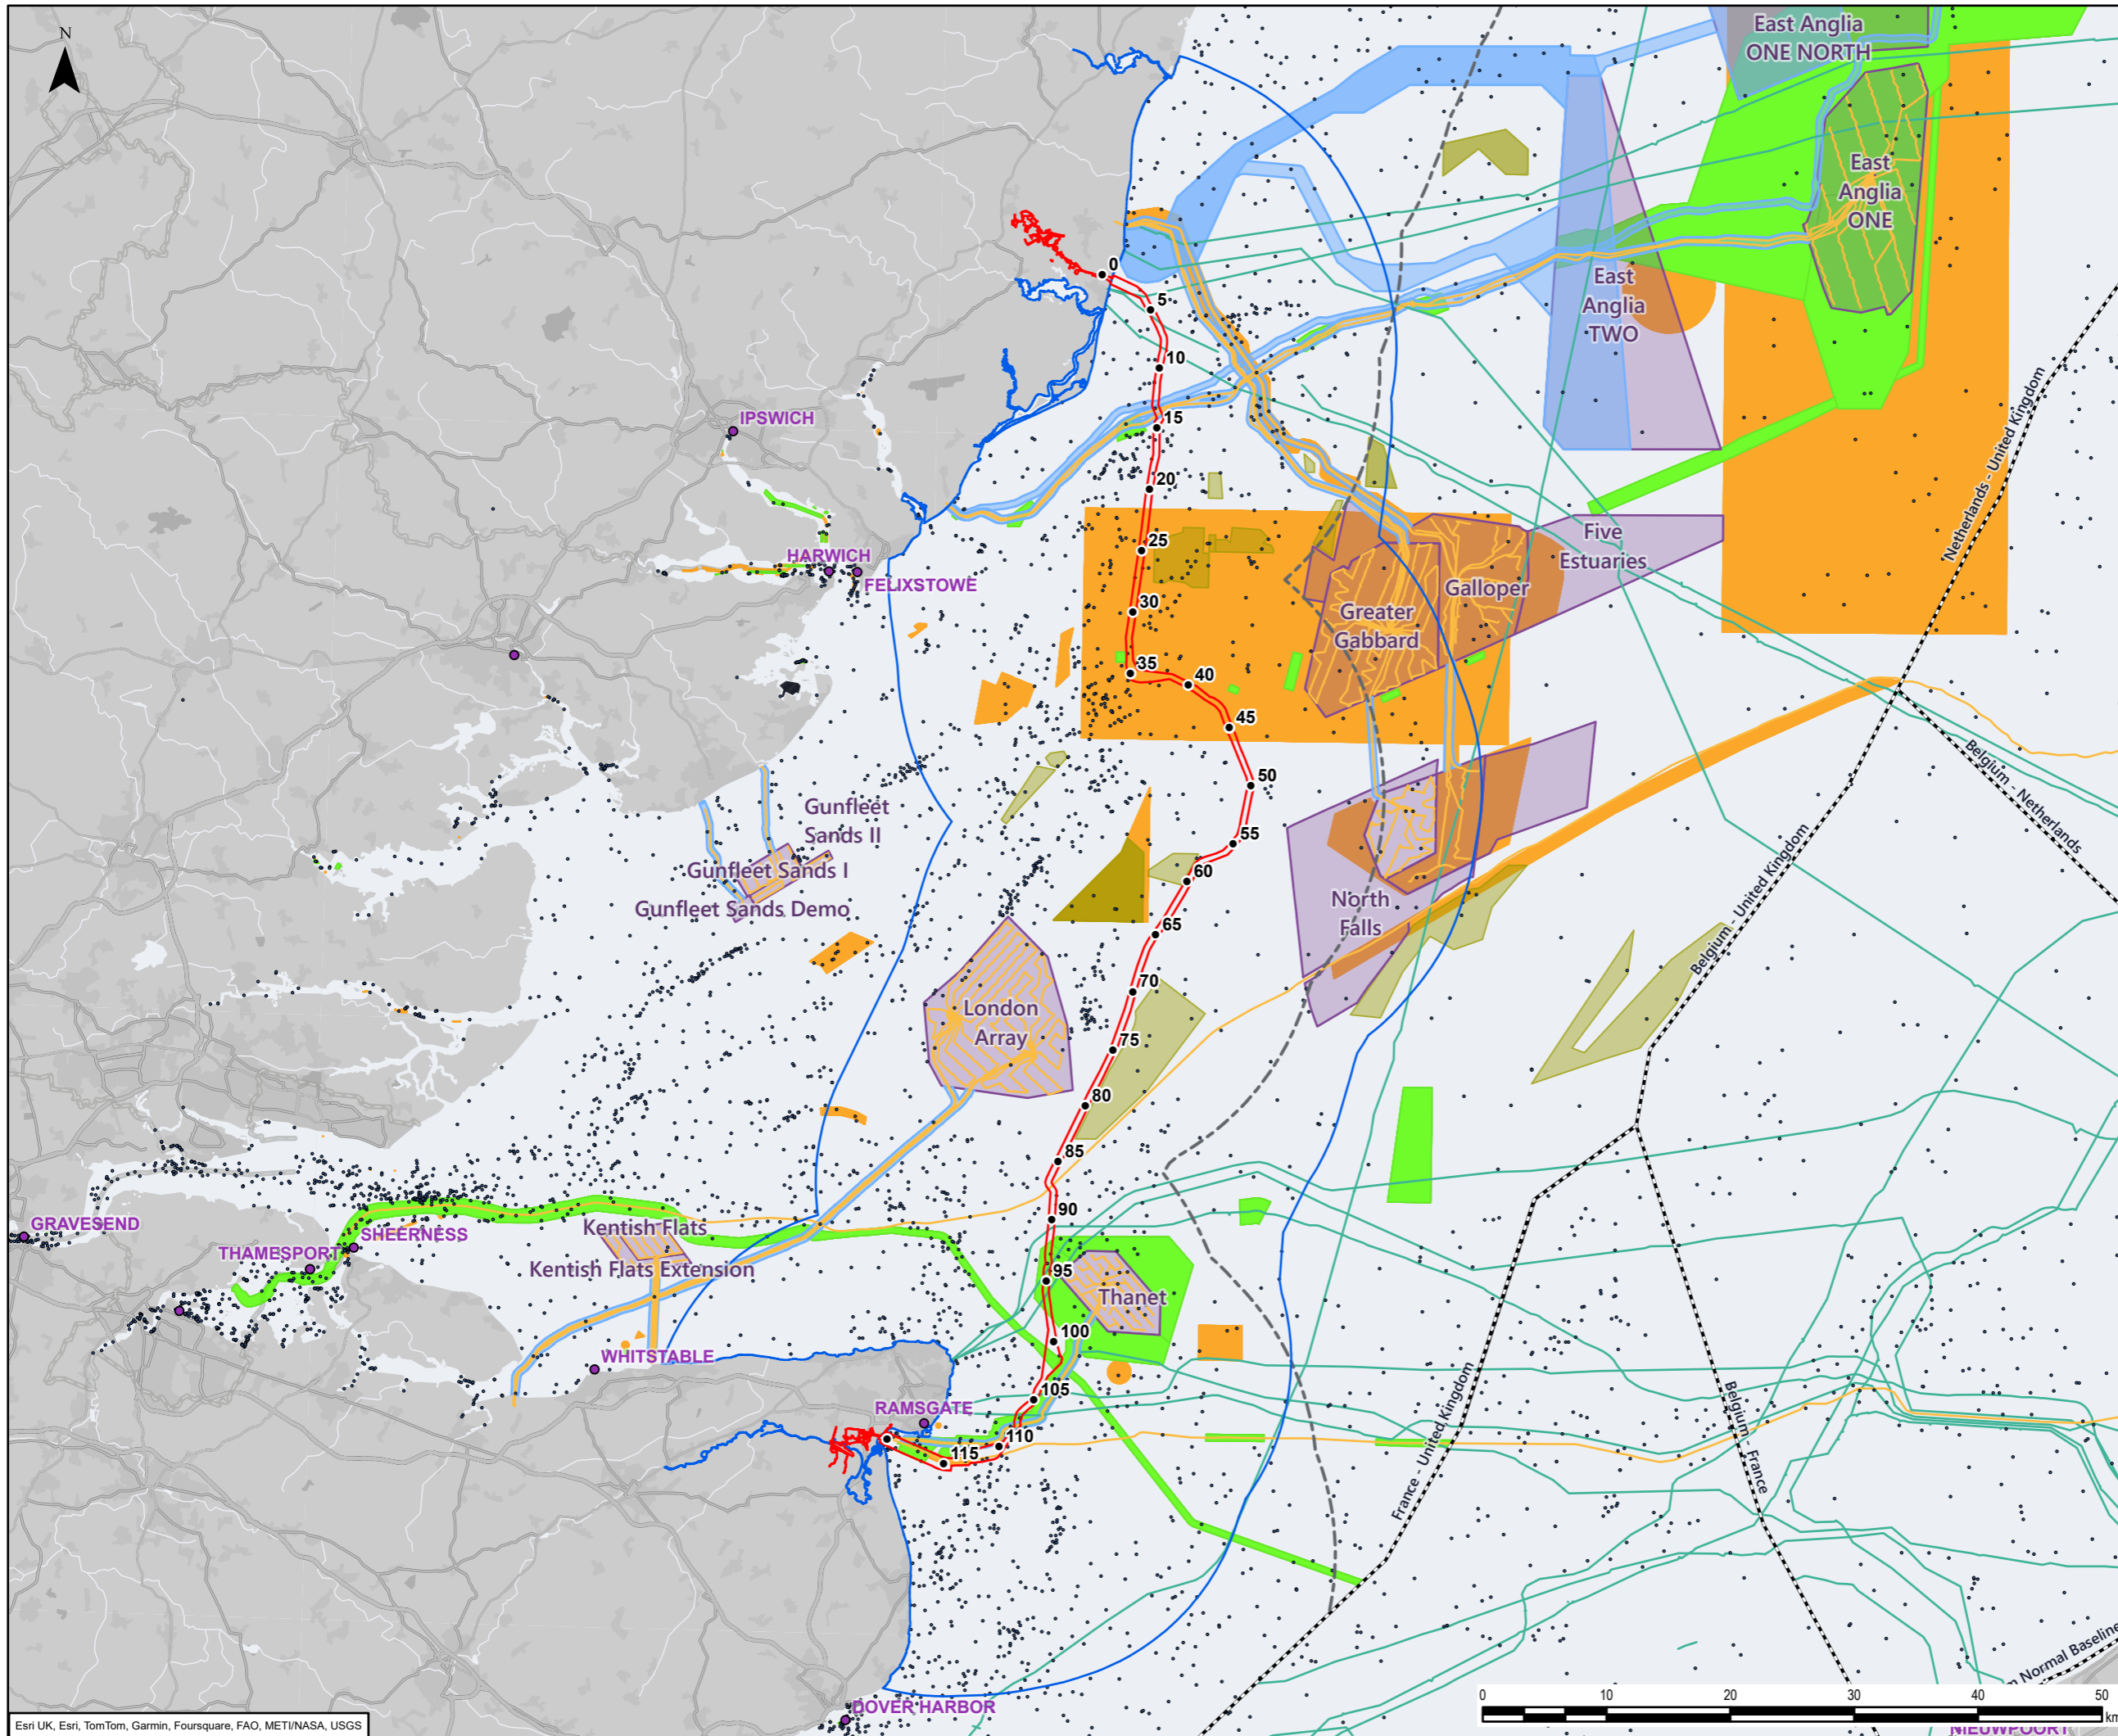 N
East Anglia
ONE NORTH
East
Anglia
ONE
0
5
East
Anglia
TWO
10
15
IPSWICH
20
Netherlands - United Kingdom
25
Five
Estuaries
HARWICH
FELIXSTOWE
Galloper
30
Greater
Gabbard
35
40
45
Belgium - Netherlands
50
Gunfleet
Sands II
55
Gunfleet Sands I
60
Belgium - United Kingdom
Gunfleet Sands Demo
North
Falls
65
70
London
Array
75
80
85
90
GRAVESEND
Kentish Flats
SHEERNESS
THAMESPORT
Kentish Flats Extension
95
Thanet
100
WHITSTABLE
105
France - United Kingdom
Belgium - France
RAMSGATE
110
115
Normal Baseline
0 10 20 30 40 50
km
DOVER HARBOR
Esri UK, Esri, TomTom, Garmin, Foursquare, FAO, METI/NASA, USGS
NIEUWPOORT